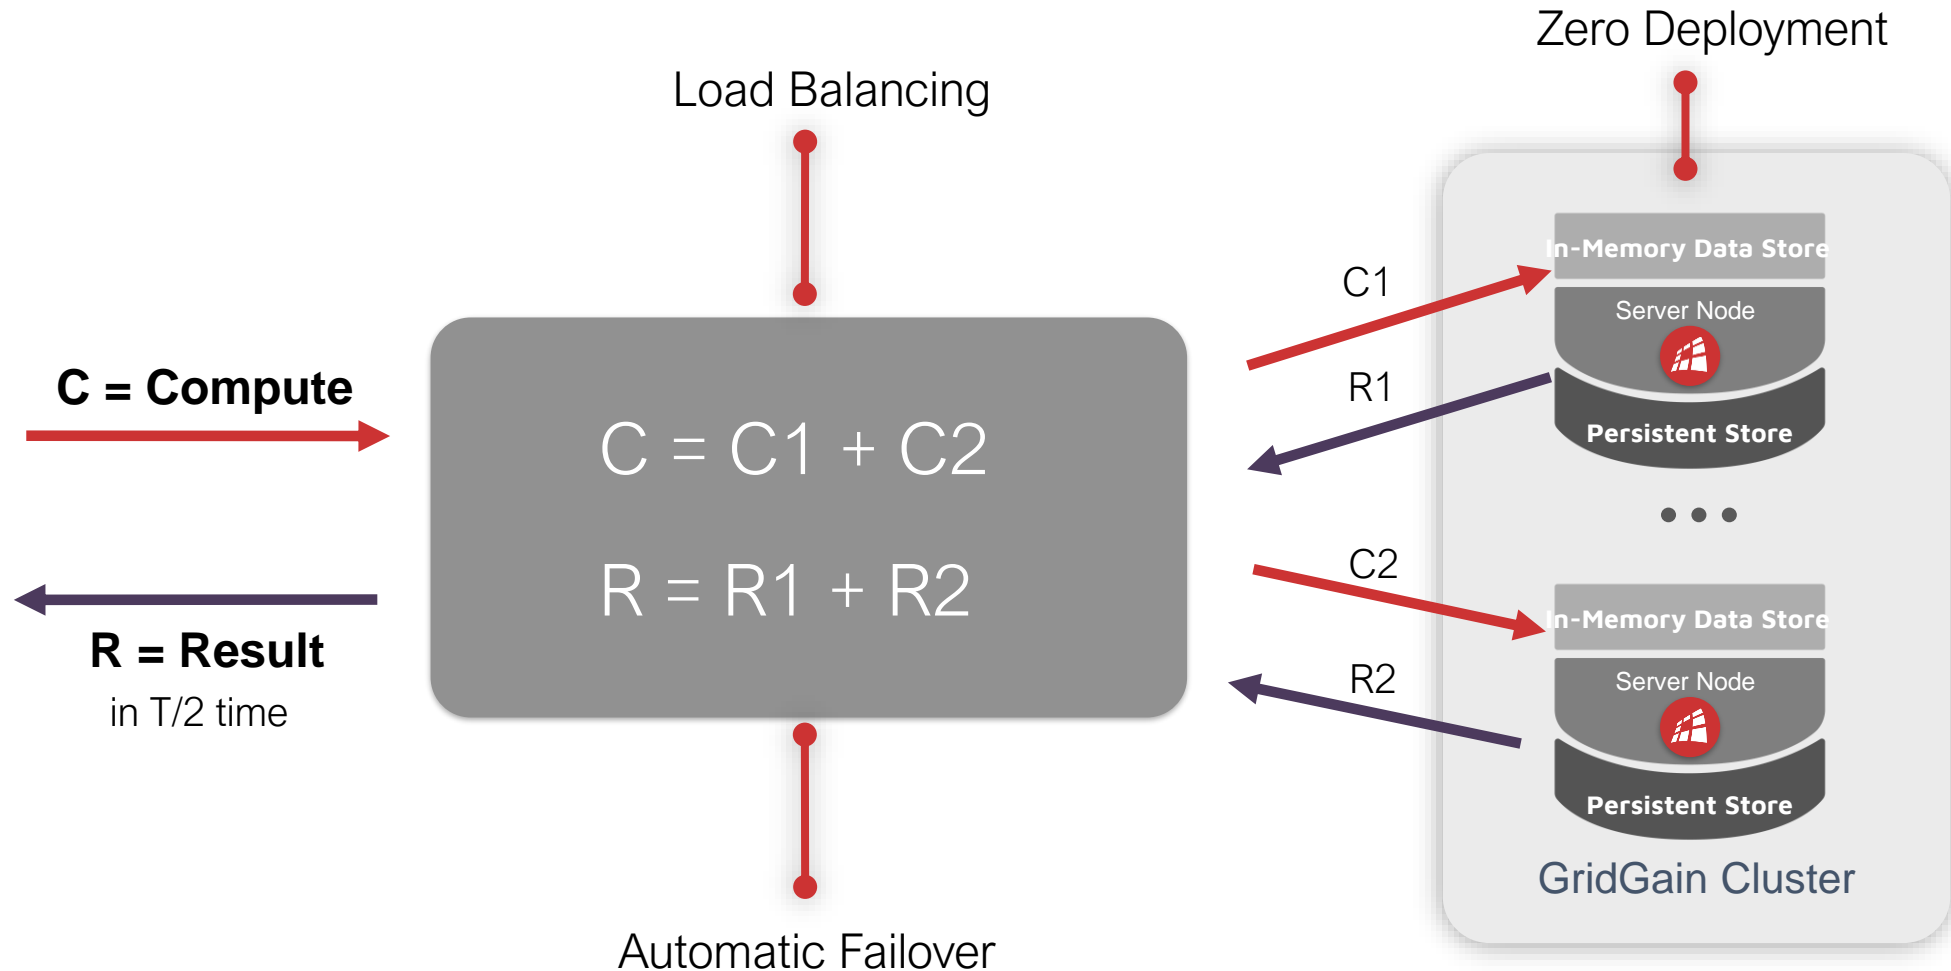 Zero Deployment
Load Balancing
C = Compute
R = Result
in T/2 time
C = C1 + C2
R = R1 + R2
Automatic Failover
C1
R1
C2
R2
In-Memory Data Store
Server Node
Persistent Store
In-Memory Data Store
Server Node
Persistent Store
GridGain Cluster